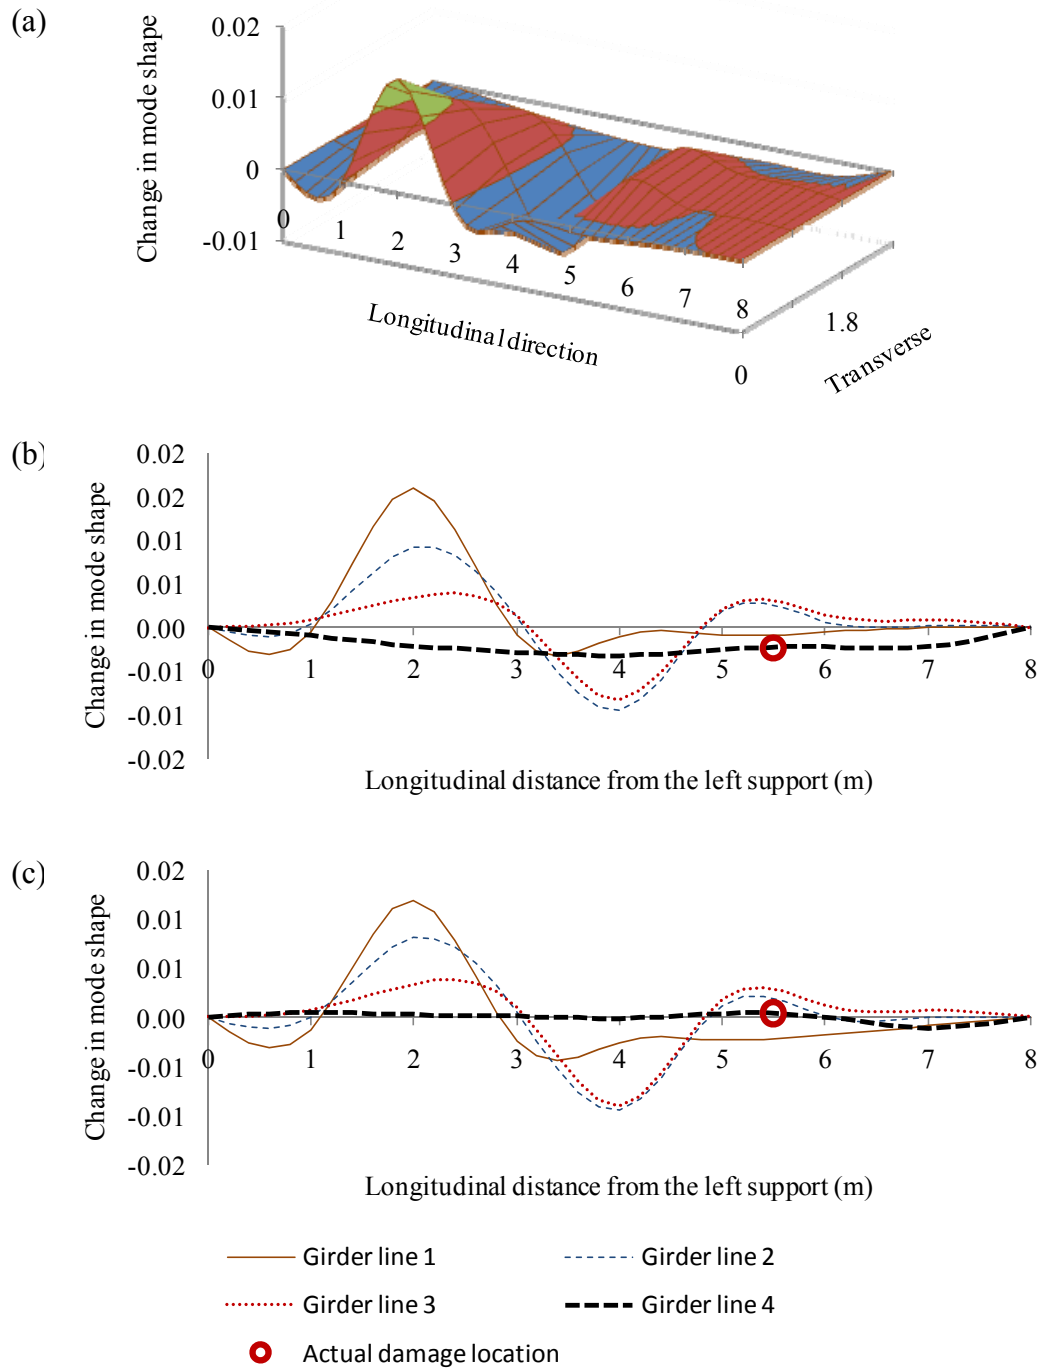 (a)
Change in mode shape
0.02
0.01
0
-0.01
0 1 2 3 4 5 6 7 8
Longitudinal direction
0 1.8
Transverse
(b)
Change in mode shape
0.02
0.02
0.01
0.01
0.00
-0.01
-0.01
-0.02
0 1 2 3 4 5 6 7 8
Longitudinal distance from the left support (m)
(c)
Change in mode shape
0.02
0.01
0.01
0.00
-0.01
-0.01
-0.02
0 1 2 3 4 5 6 7 8
Longitudinal distance from the left support (m)
Girder line 1 Girder line 2
Girder line 3 Girder line 4
Actual damage location